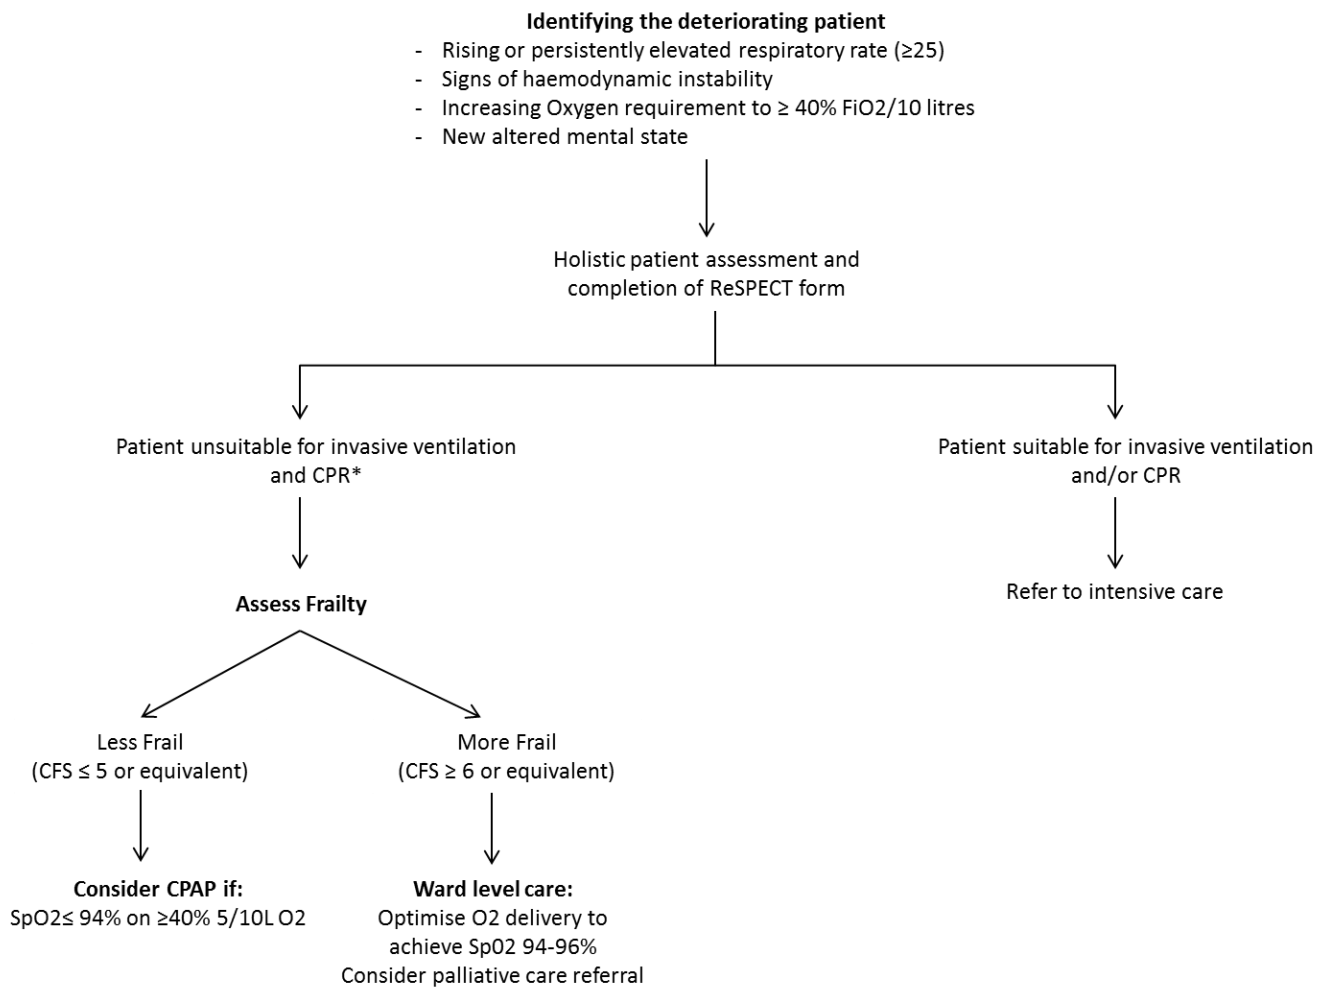 Identifying the deteriorating patient
- Rising or persistently elevated respiratory rate (≥25)
- Signs of haemodynamic instability
- Increasing Oxygen requirement to ≥ 40% FiO2/10 litres
- New altered mental state
Holistic patient assessment and
completion of ReSPECT form
Patient unsuitable for invasive ventilation
and CPR*
Patient suitable for invasive ventilation
and/or CPR
Assess Frailty
Refer to intensive care
Less Frail
(CFS ≤ 5 or equivalent)
More Frail
(CFS ≥ 6 or equivalent)
Consider CPAP if:
SpO2≤ 94% on ≥40% 5/10L O2
Ward level care:
Optimise O2 delivery to
achieve Sp02 94-96%
Consider palliative care referral